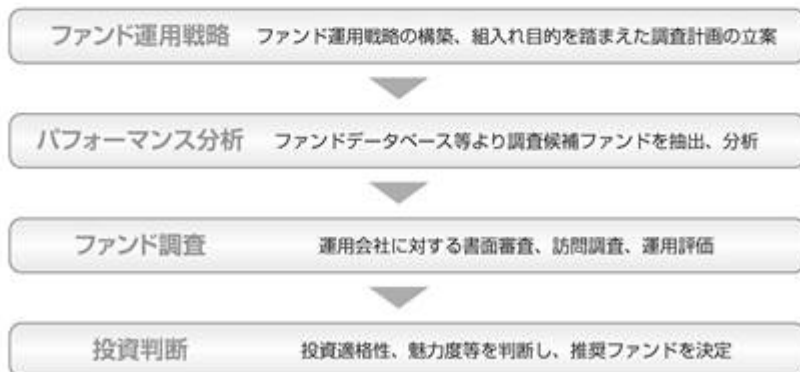 ファンド運用戦略 ファンド運用戦略の構築、組入れ目的を踏まえた調査計画の立案
パフォーマンス分析 ファンドデータベース等より調査候補ファンドを抽出、分析
ファンド調査 運用会社に対する書面審査、訪問調査、運用評価
投資判断 投資適格性、魅力度等を判断し、推奨ファンドを決定